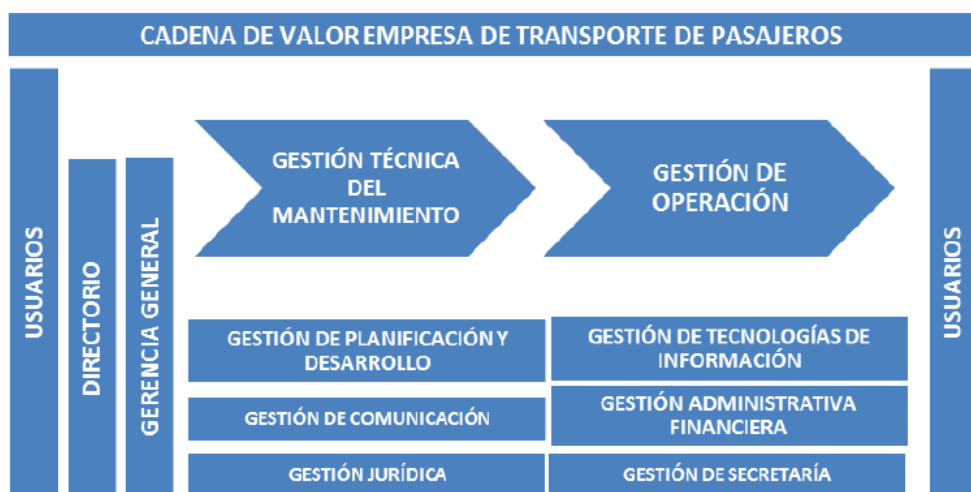 CADENA DE VALOR EMPRESA DE TRANSPORTE DE PASAJEROS
USUARIOS
DIRECTORIO
GERENCIA GENERAL
GESTIÓN TÉCNICA
DEL
MANTENIMIENTO
GESTIÓN DE
OPERACIÓN
GESTIÓN DE PLANIFICACIÓN Y
DESARROLLO
GESTIÓN DE TECNOLOGÍAS DE
INFORMACIÓN
GESTIÓN DE COMUNICACIÓN
GESTIÓN ADMINISTRATIVA
FINANCIERA
GESTIÓN JURÍDICA
GESTIÓN DE SECRETARÍA
USUARIOS